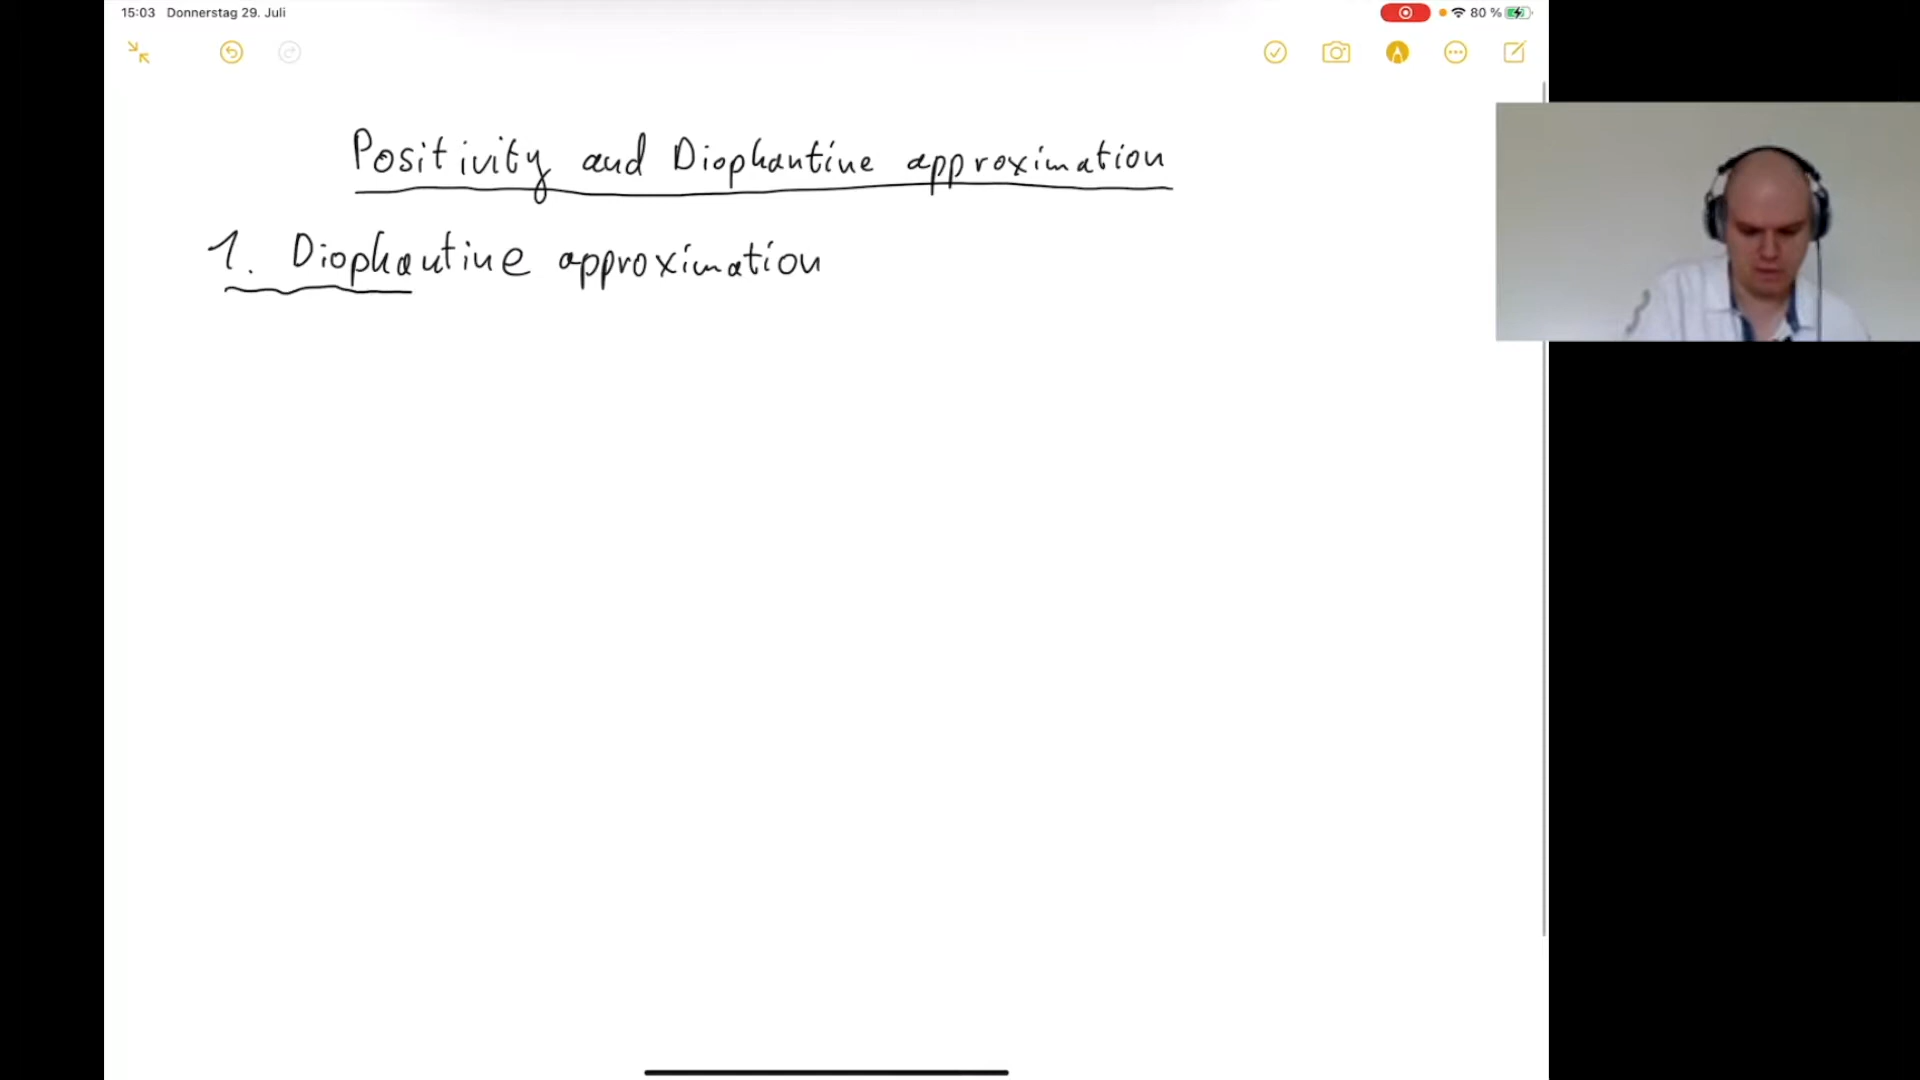 15:03 Donnerstag 29. Juli 80 %
Positivity and Diophantine approximation
1. Diophantine approximation